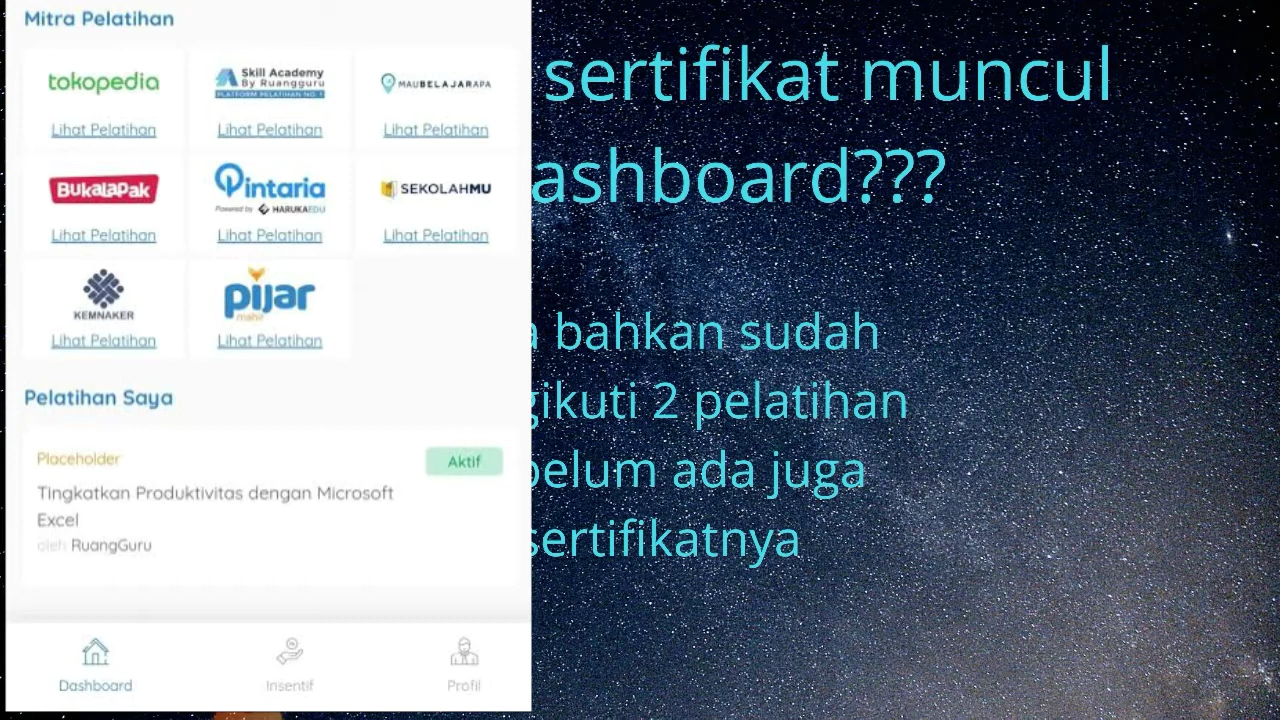 Mitra Pelatihan
tokopedia
Skill Academy
By Ruangguru
PLATFORM PELATIHAN NO. 1
MAUBELAJARAPA
Lihat Pelatihan
Lihat Pelatihan
Lihat Pelatihan
BukalaPak
Pintaria
Powered by HARUKAEDU
SEKOLAHMU
Lihat Pelatihan
Lihat Pelatihan
Lihat Pelatihan
KEMNAKER
pijar
mahir
Lihat Pelatihan
Lihat Pelatihan
Pelatihan Saya
Placeholder
Aktif
TIngkatkan Produktivitas dengan Microsoft
Excel
oleh RuangGuru
Dashboard
Insentif
Profil
sertifikat muncul
ashboard???
a bahkan sudah
gikuti 2 pelatihan
belum ada juga
sertifikatnya